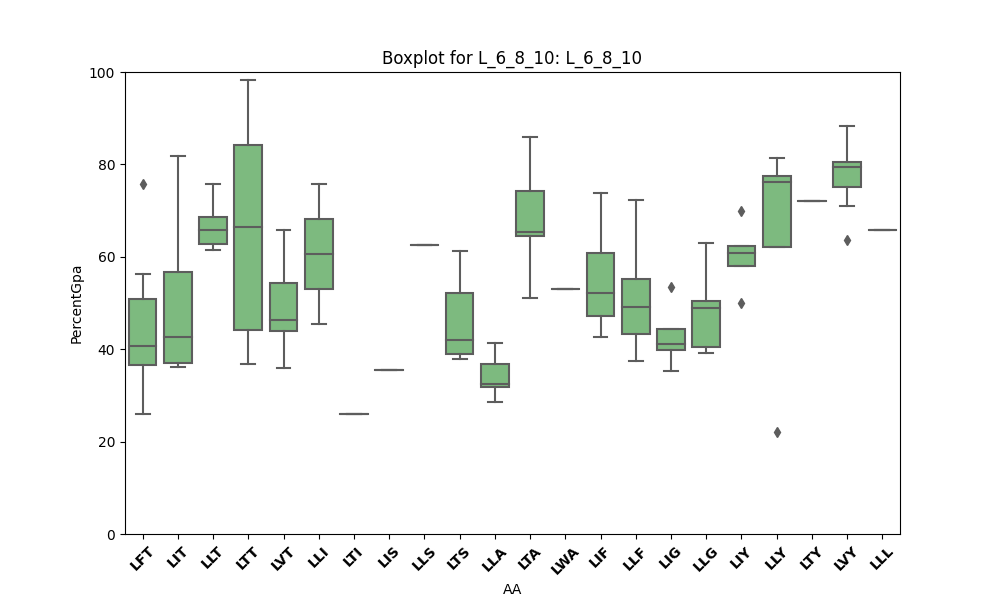 Boxplot for L_6_8_10: L_6_8_10
100
80
60
40
20
0
PercentGpa
LFT LIT LLT LTT LVT LLI LTI LIS LLS LTS LLA LTA LWA LIF LLF LIG LLG LIY LLY LTY LVY LLL
AA